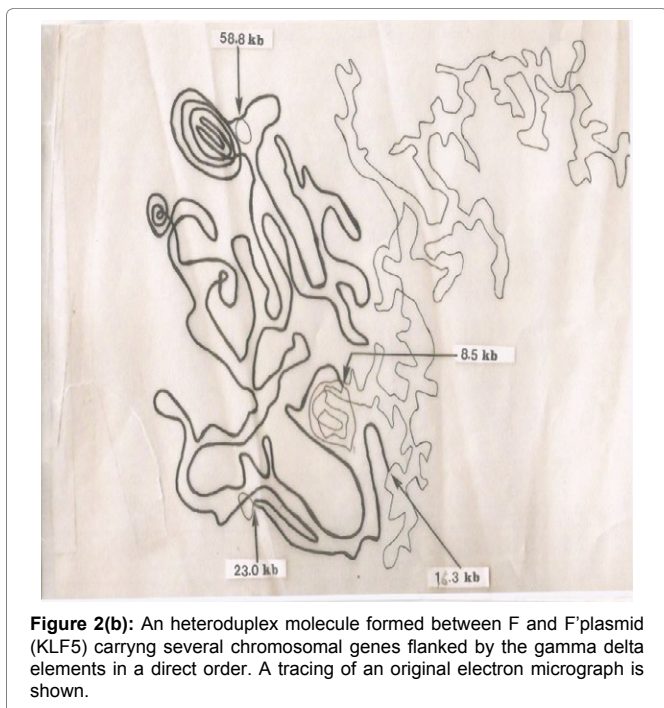 58.8 kb
8.5 kb
23.0 kb
16.3 kb
Figure 2(b): An heteroduplex molecule formed between F and F'plasmid
(KLF5) carryng several chromosomal genes flanked by the gamma delta
elements in a direct order. A tracing of an original electron micrograph is
shown.